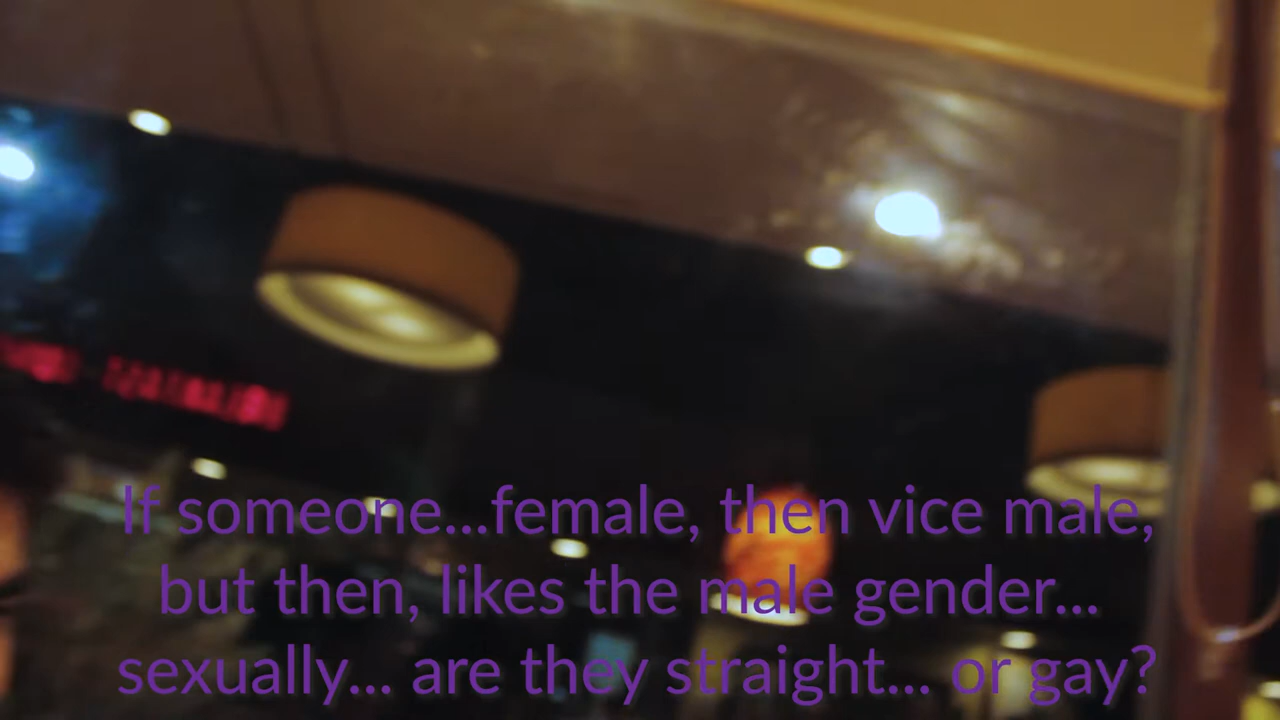 If someone...female, then vice male,
but then, likes the male gender...
sexually... are they straight... or gay?